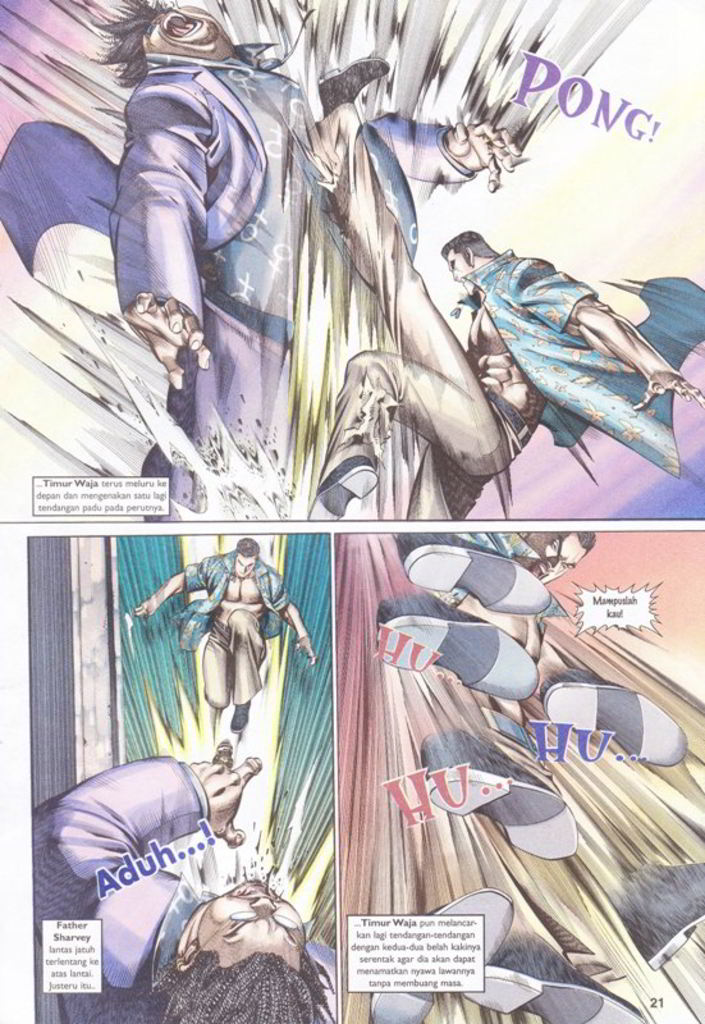 PONG!
...Timur Waja terus meluru ke
depan dan mengenakan satu lagi
tendangan padu pada perutnya.
Aduh...!
Father
Sharvey
lantas jatuh
terlentang ke
atas lantai.
Justeru itu..
Mampuslah
kau!
HU...
HU...
HU...
...Timur Waja pun melancar-
kan lagi tendangan-tendangan
dengan kedua-dua belah kakinya
serentak agar dia akan dapat
menamatkan nyawa lawannya
tanpa membuang masa.
21